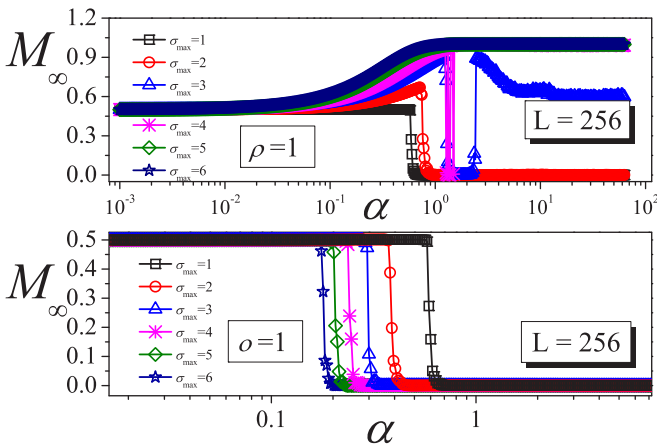 M∞
1.2
0.9
0.6
0.3
0.0
σmax=1
σmax=2
σmax=3
σmax=4
σmax=5
σmax=6
ρ=1
L = 256
10⁻³ 10⁻² 10⁻¹ 10⁰ 10¹ 10²
α
M∞
0.5
0.4
0.3
0.2
0.1
0.0
σmax=1
σmax=2
σmax=3
σmax=4
σmax=5
σmax=6
ρ=1
L = 256
0.1 1
α